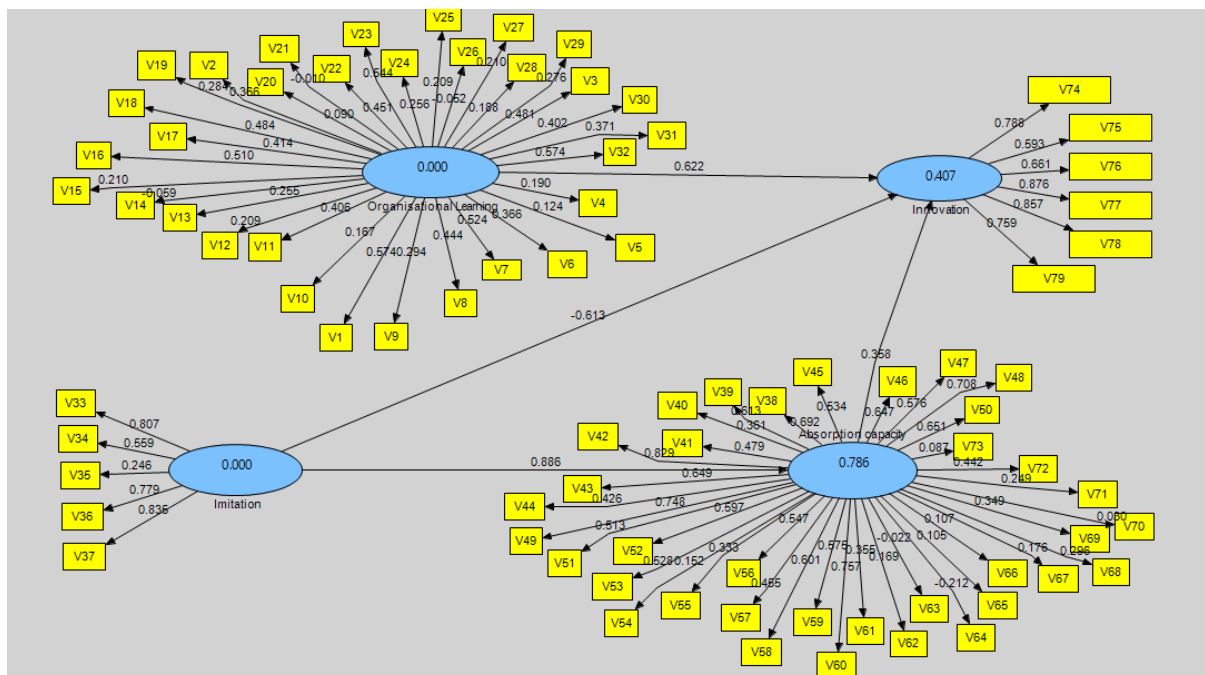 V25
V27
V23
V21
V29
V19
V2
V26
V22
V24
V28
V3
V20
0.210
-0.010
0.544
0.276
0.284
0.366
0.209
-0.052
V18
0.090
0.451
0.256
0.188
0.481
V30
0.484
0.402
V17
0.414
0.371
V31
V16
0.510
0.574
V32
0.000
0.622
V15
0.210
-0.059
0.255
Organisational Learning
0.190
V4
V14
V13
0.209
0.406
0.524
0.366
0.124
V12
V11
0.167
0.574
0.294
0.444
V7
V6
V5
V10
V8
V1
V9
V74
0.788
V75
0.593
0.661
V76
0.407
0.876
V77
Innovation
0.857
0.759
V78
V79
-0.613
0.358
V33
0.807
V34
0.559
V35
0.246
0.000
0.779
V36
Imitation
0.835
V37
0.886
V45
V47
V46
V48
V39
V38
0.708
0.576
V40
0.613
0.534
0.647
V50
0.361
0.692
0.651
V42
V41
Absorption capacity
V73
0.829
0.479
0.087
0.442
V72
0.786
0.649
0.249
V43
V71
V44
0.426
0.748
0.597
0.349
0.030
V70
V49
0.513
0.547
0.107
V69
V51
V52
0.333
0.575
0.355
-0.022
0.105
0.176
0.296
0.528
0.152
0.601
0.757
0.169
V53
V56
V66
V67
V68
0.455
-0.212
V54
V55
V57
V59
V61
V63
V65
V58
V62
V64
V60